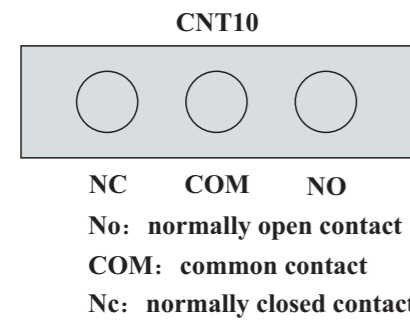 CNT10
NC COM NO
No：normally open contact
COM：common contact
Nc：normally closed contact